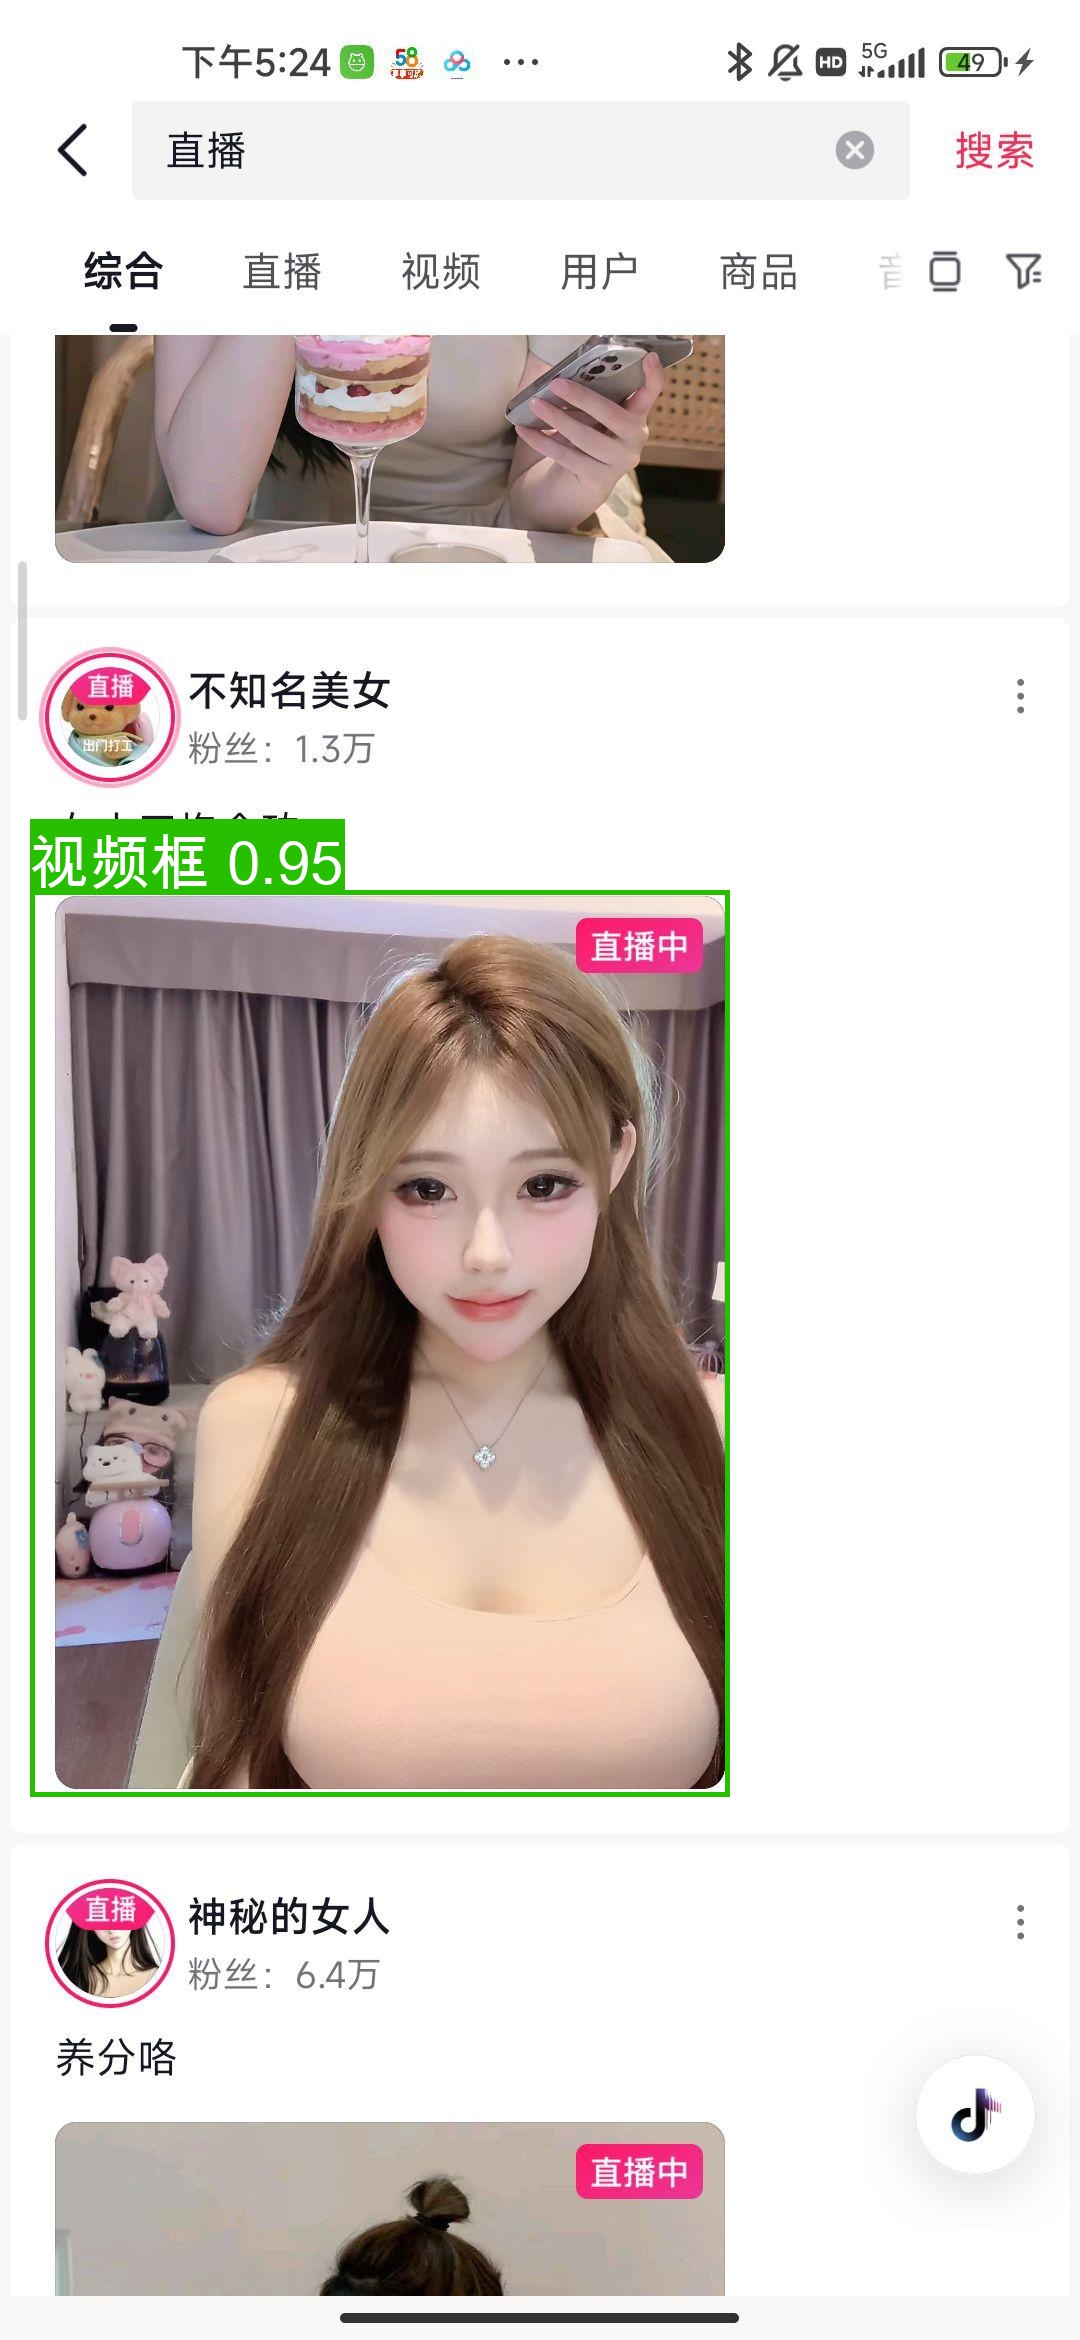 下午5:24 58 HD 5G 49
直播 搜索
综合 直播 视频 用户 商品
直播 不知名美女
出门打工
粉丝：1.3万
视频框 0.95
直播中
直播 神秘的女人
粉丝：6.4万
养分咯
直播中